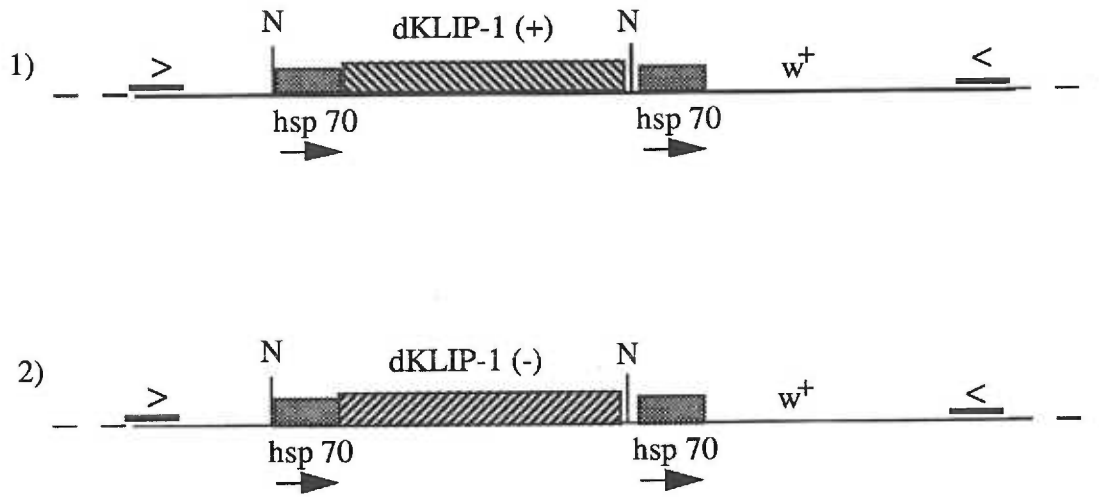 N dKLIP-1 (+) N
1) > w+ <
hsp 70 hsp 70
N dKLIP-1 (-) N
2) > w+ <
hsp 70 hsp 70